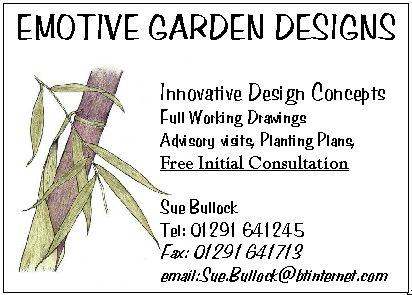 EMOTIVE GARDEN DESIGNS
Innovative Design Concepts
Full Working Drawings
Advisory visits, Planting Plans,
Free Initial Consultation
Sue Bullock
Tel: 01291 641245
Fax: 01291 641713
email:Sue.Bullock@btinternet.com